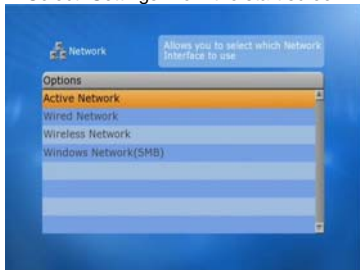 Network
Allows you to select which Network
Interface to use
Options
Active Network
Wired Network
Wireless Network
Windows Network(SMB)